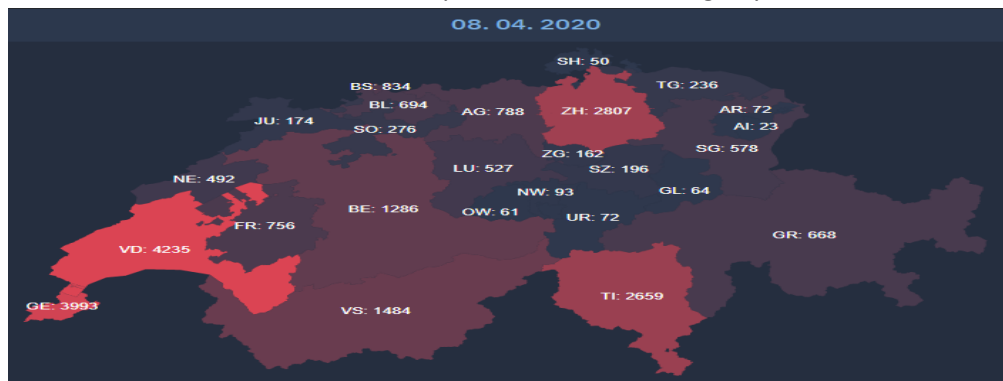 08. 04. 2020
SH: 50
BS: 834
TG: 236
BL: 694
AG: 788
ZH: 2807
AR: 72
JU: 174
SO: 276
AI: 23
SG: 578
ZG: 162
LU: 527
SZ: 196
NE: 492
NW: 93
GL: 64
BE: 1286
OW: 61
UR: 72
FR: 756
GR: 668
VD: 4235
TI: 2659
GE: 3993
VS: 1484